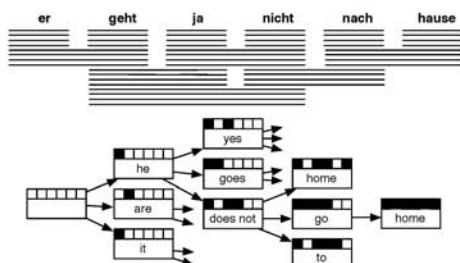 er geht ja nicht nach hause
yes
he
goes home
are does not go home
it
to